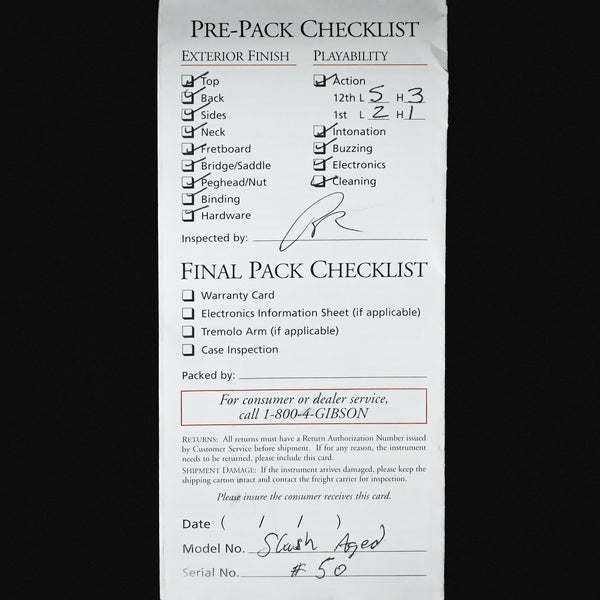 PRE-PACK CHECKLIST
EXTERIOR FINISH PLAYABILITY
Top Action
Back 12th L 5 H 3
Sides 1st L 2 H 1
Neck Intonation
Fretboard Buzzing
Bridge/Saddle Electronics
Peghead/Nut Cleaning
Binding
Hardware
Inspected by:
FINAL PACK CHECKLIST
Warranty Card
Electronics Information Sheet (if applicable)
Tremolo Arm (if applicable)
Case Inspection
Packed by:
For consumer or dealer service,
call 1-800-4-GIBSON
RETURNS: All returns must have a Return Authorization Number issued
by Customer Service before shipment. If for any reason, the instrument
needs to be returned, please include this card.
SHIPMENT DAMAGE: If the instrument arrives damaged, please keep the
shipping carton intact and contact the freight carrier for inspection.
Please insure the consumer receives this card.
Date ( / / )
Model No. Slash Aged
Serial No. # 50